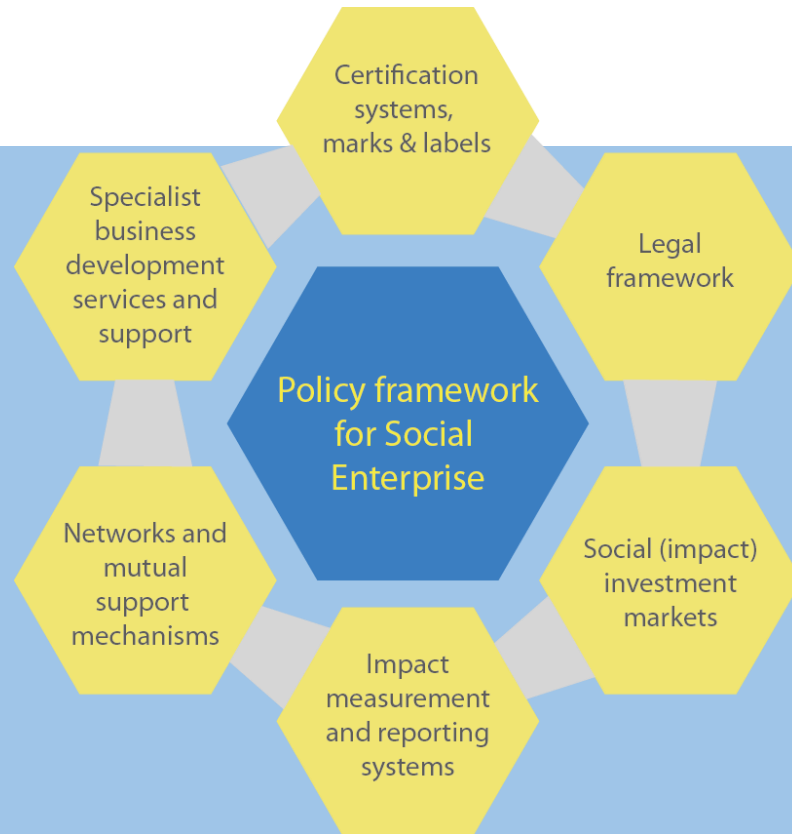 Certification
systems,
marks & labels
Legal
framework
Social (impact)
investment
markets
Impact
measurement
and reporting
systems
Networks and
mutual
support
mechanisms
Specialist
business
development
services and
support
Policy framework
for Social
Enterprise